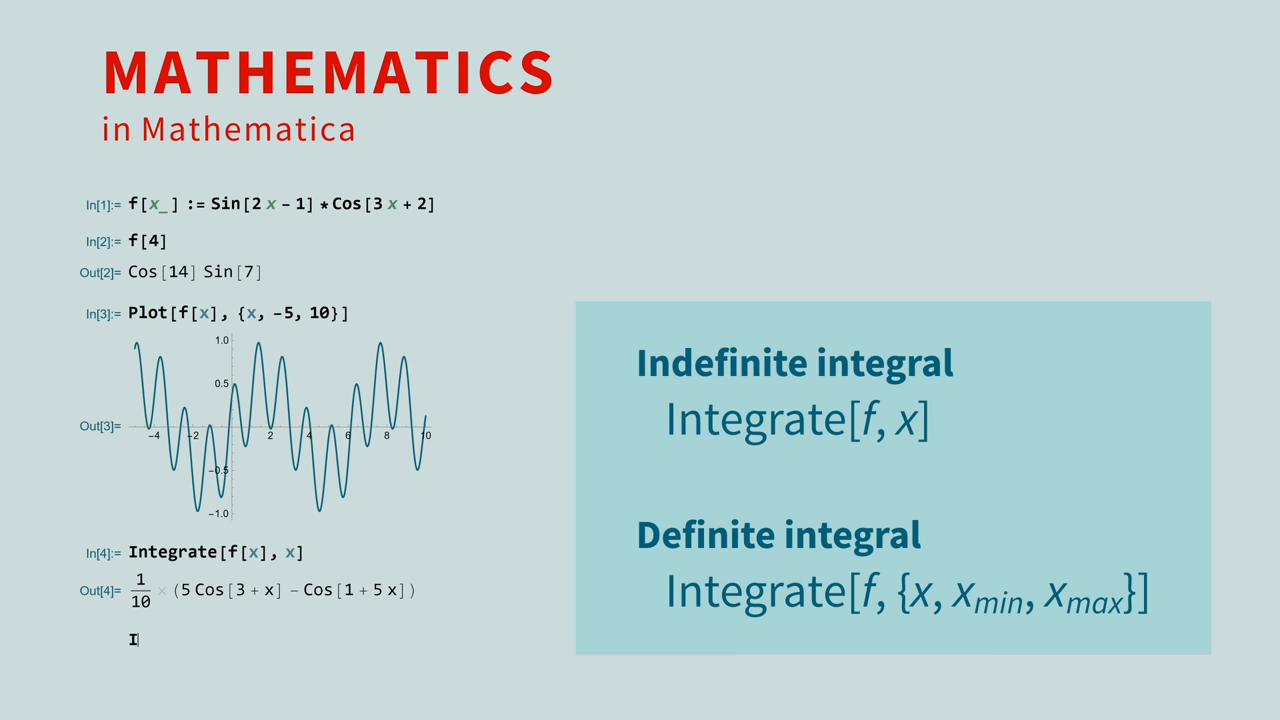 MATHEMATICS
in Mathematica
In[1]:= f[x_] := Sin[2 x – 1] * Cos[3 x + 2]
In[2]:= f[4]
Out[2]= Cos[14] Sin[7]
In[3]:= Plot[f[x], {x, –5, 10}]
1.0
0.5
Out[3]=
–4 –2 2 4 6 8 10
–0.5
–1.0
In[4]:= Integrate[f[x], x]
Out[4]= 1/10 × (5 Cos[3 + x] – Cos[1 + 5 x])
I
Indefinite integral
Integrate[f, x]
Definite integral
Integrate[f, {x, xmin, xmax}]